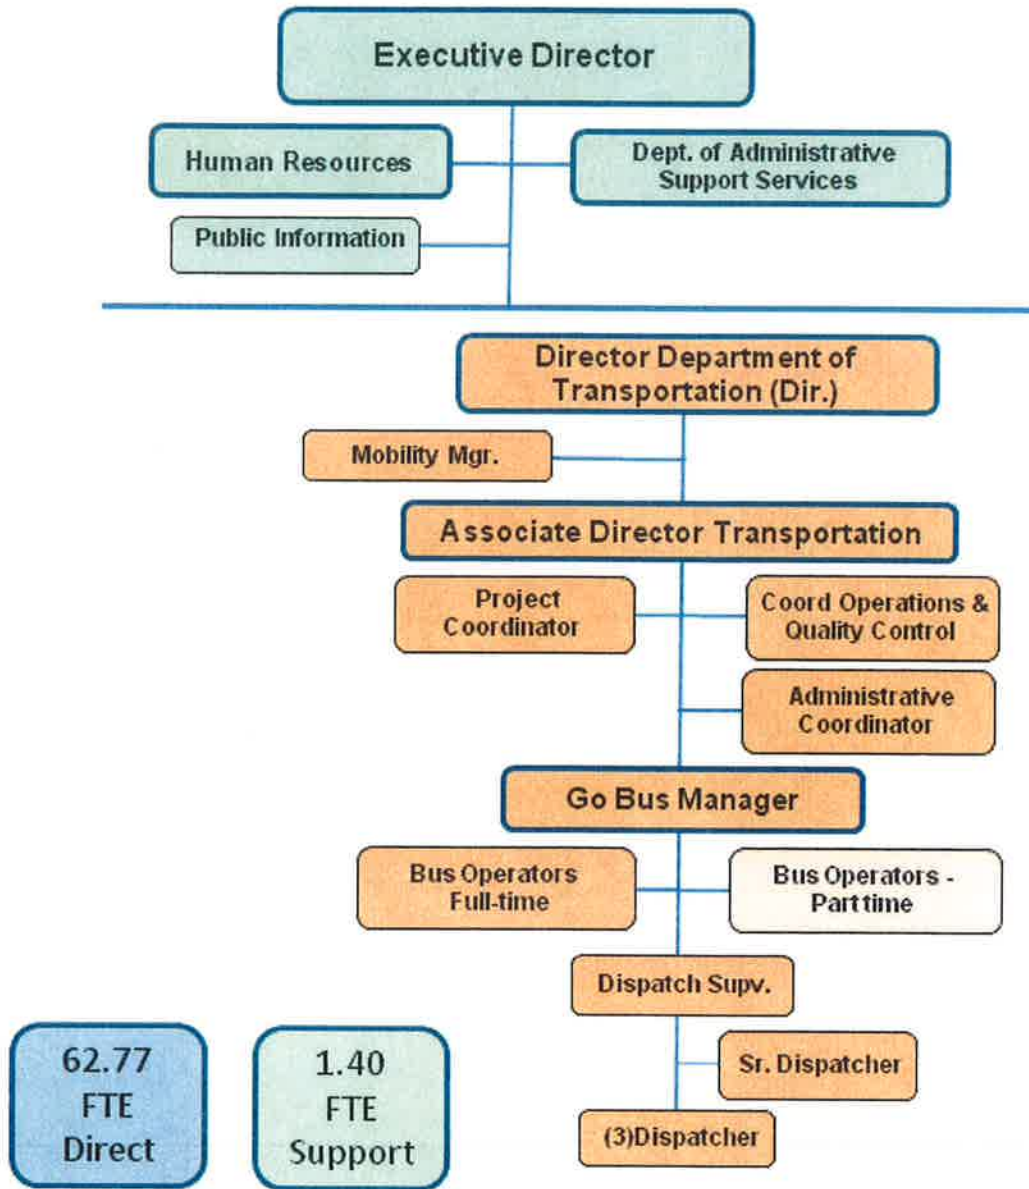 Executive Director
Human Resources
Dept. of Administrative
Support Services
Public Information
Director Department of
Transportation (Dir.)
Mobility Mgr.
Associate Director Transportation
Project
Coordinator
Coord Operations &
Quality Control
Administrative
Coordinator
Go Bus Manager
Bus Operators
Full-time
Bus Operators -
Part time
Dispatch Supv.
Sr. Dispatcher
(3)Dispatcher
62.77
FTE
Direct
1.40
FTE
Support